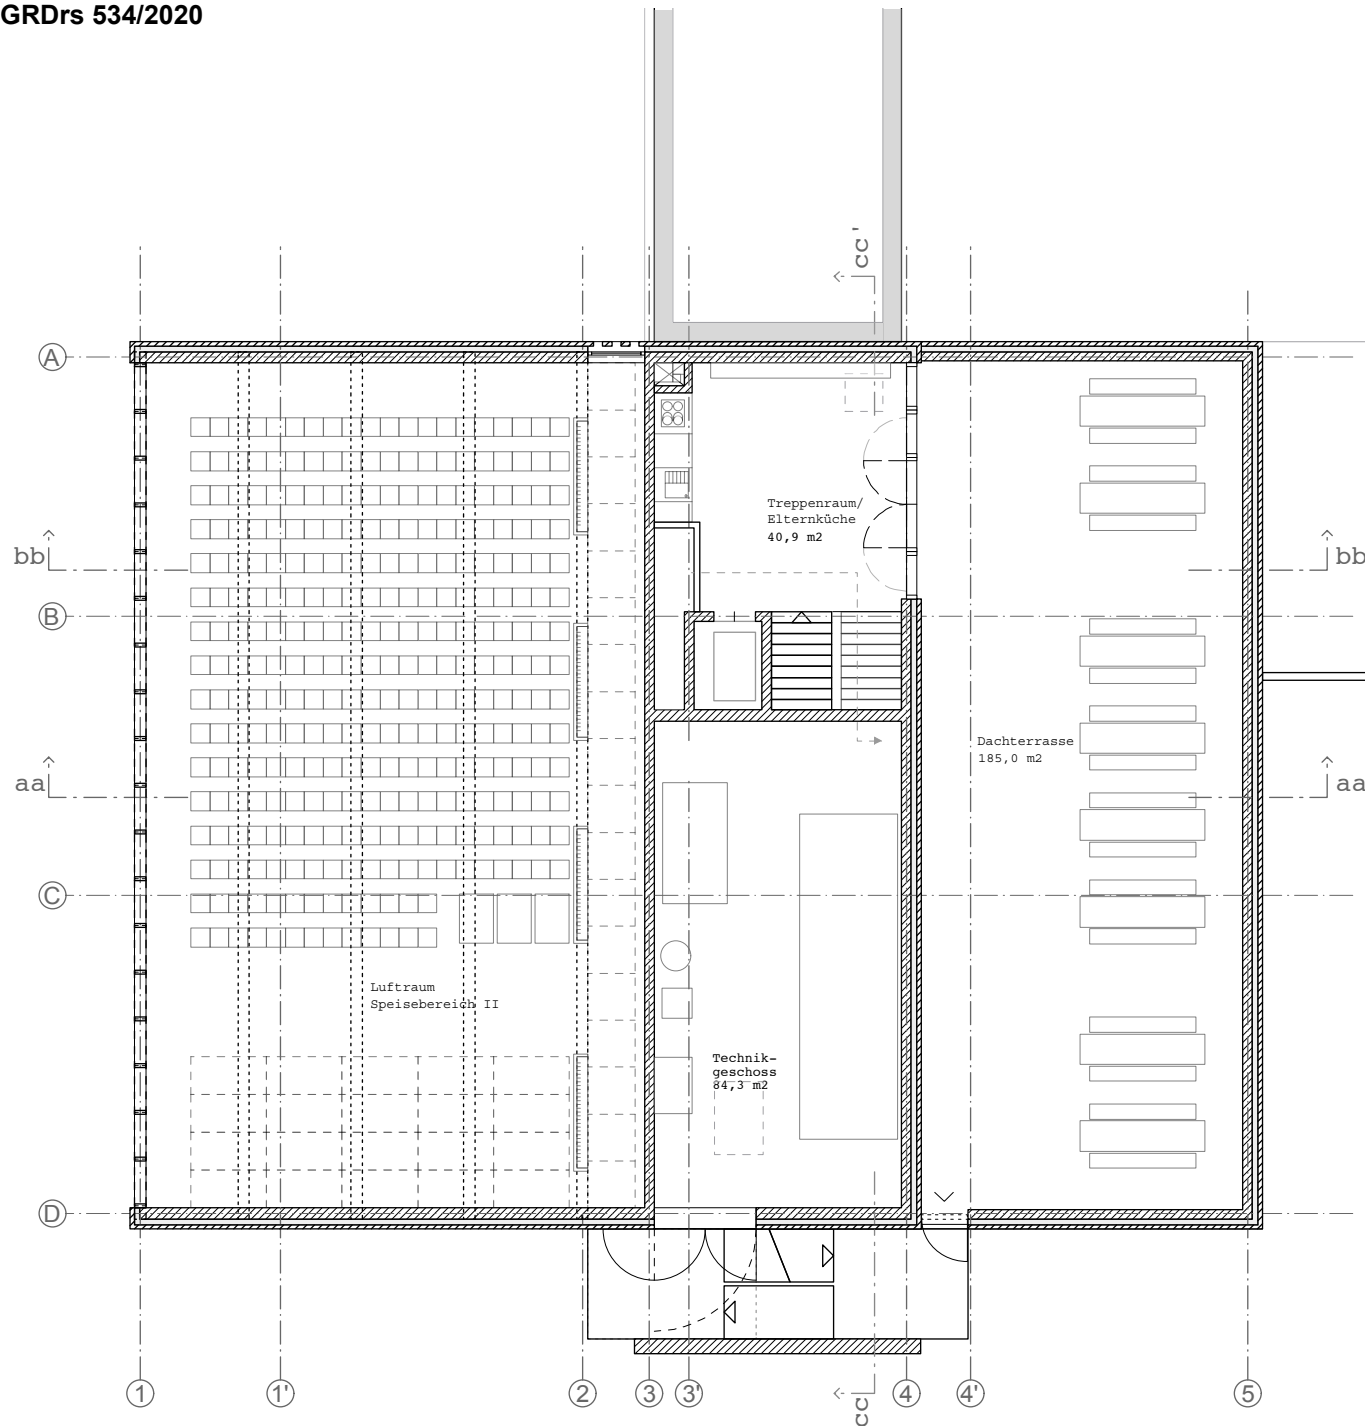 GRDrs 534/2020
cc'
A
Treppenraum/
Elternküche
40,9 m2
bb
bb
B
Dachterrasse
185,0 m2
aa
aa
C
Luftraum
Speisebereich II
Technik-
geschoss
84,3 m2
D
1
1'
2
3
3'
cc
4
4'
5